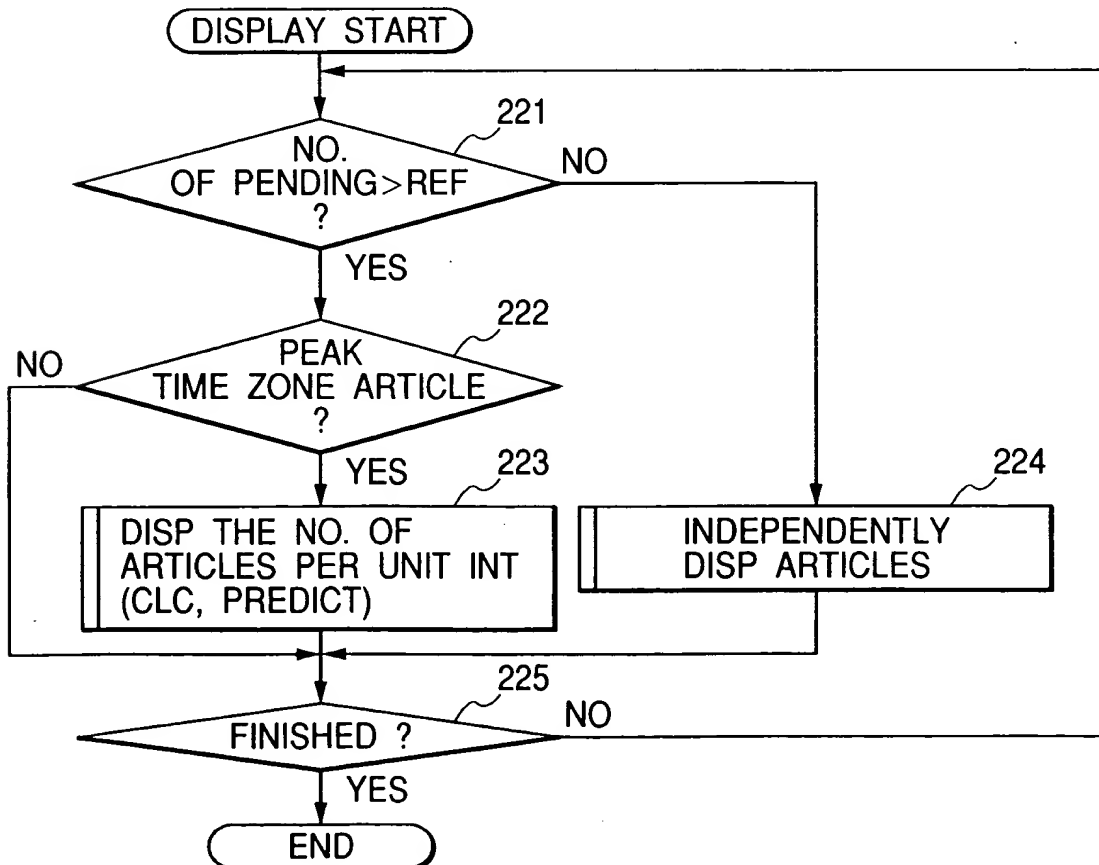 DISPLAY START
221
NO.
OF PENDING>REF
?
NO
YES
222
NO
PEAK
TIME ZONE ARTICLE
?
YES
223
DISP THE NO. OF
ARTICLES PER UNIT INT
(CLC, PREDICT)
224
INDEPENDENTLY
DISP ARTICLES
225
FINISHED ?
NO
YES
END